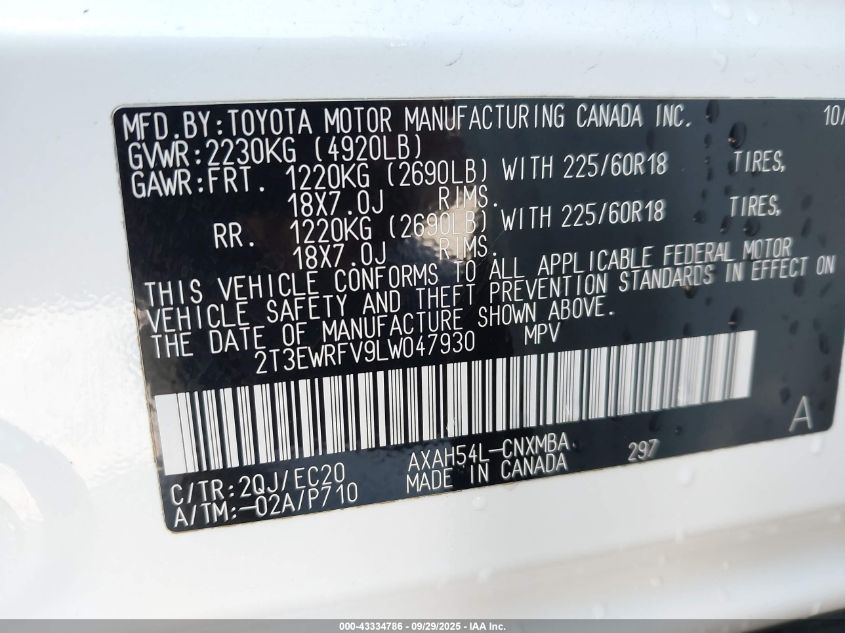 MFD.BY:TOYOTA MOTOR MANUFACTURING CANADA INC. 10/
GVWR:2230KG (4920LB)
GAWR:FRT. 1220KG (2690LB) WITH 225/60R18 TIRES,
18X7.0J RIMS.
RR. 1220KG (2690LB) WITH 225/60R18 TIRES,
18X7.0J RIMS.
THIS VEHICLE CONFORMS TO ALL APPLICABLE FEDERAL MOTOR
VEHICLE SAFETY AND THEFT PREVENTION STANDARDS IN EFFECT ON
THE DATE OF MANUFACTURE SHOWN ABOVE.
2T3EWRFV9LW047930 MPV
A
C/TR:2QJ/EC20 AXAH54L-CNXMBA 297
A/TM:-02A/P710 MADE IN CANADA
000-43334786 - 09/29/2025 - IAA Inc.